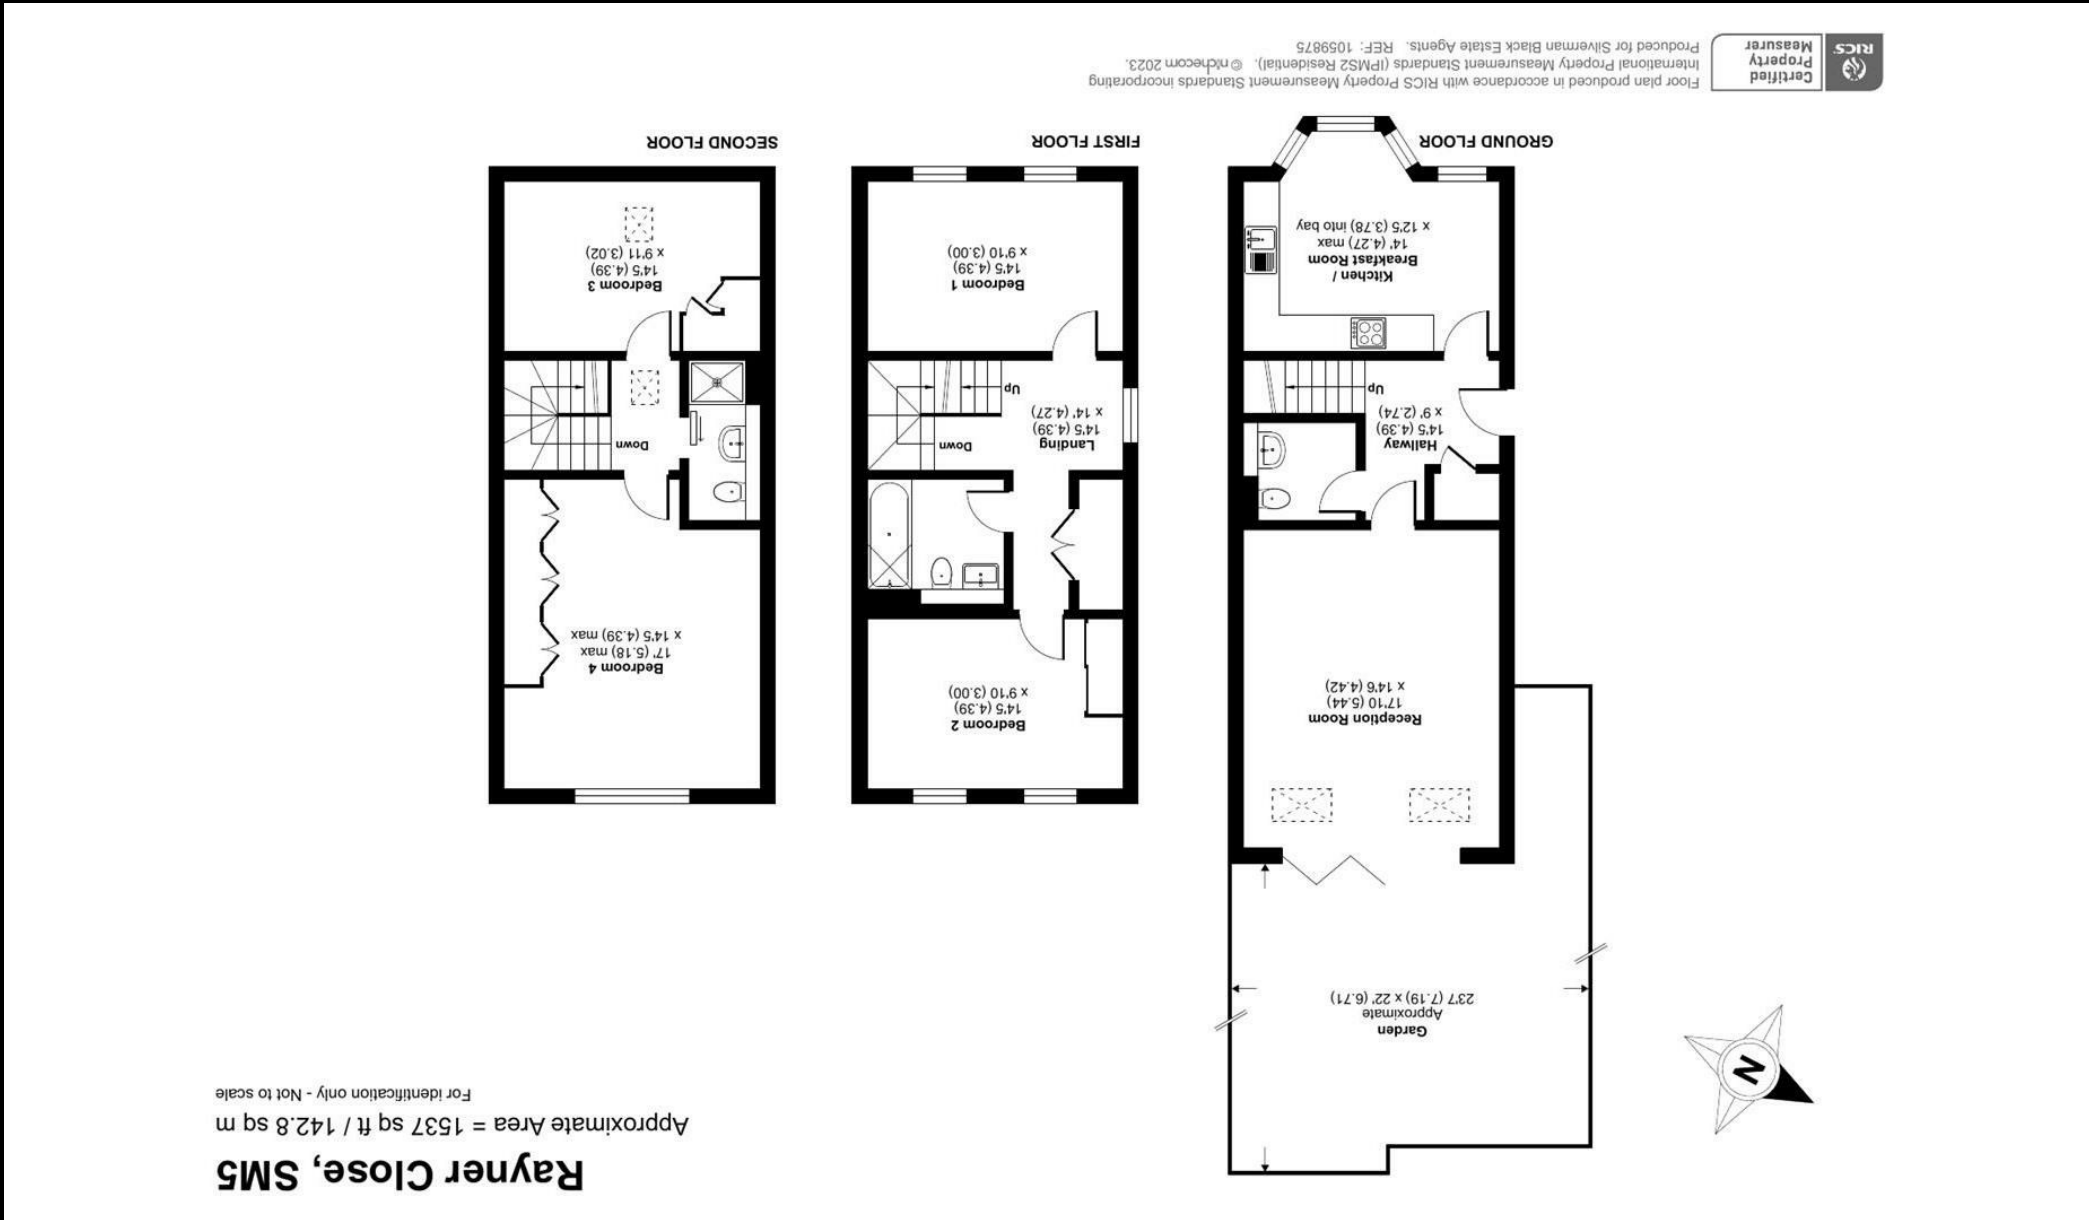 Rayner Close, SM5
Approximate Area = 1537 sq ft / 142.8 sq m
For identification only - Not to scale
N
Garden
Approximate
23'7 (7.19) x 22' (6.71)
Reception Room
17'10 (5.44)
x 14'6 (4.42)
Hallway
14'5 (4.39)
x 9' (2.74)
Up
Kitchen /
Breakfast Room
14' (4.27) max
x 12'5 (3.78) into bay
GROUND FLOOR
Bedroom 2
14'5 (4.39)
x 9'10 (3.00)
Landing
14'5 (4.39)
x 14' (4.27)
Down
Up
Bedroom 1
14'5 (4.39)
x 9'10 (3.00)
FIRST FLOOR
Bedroom 4
17' (5.18) max
x 14'5 (4.39) max
Down
Bedroom 3
14'5 (4.39)
x 9'11 (3.02)
SECOND FLOOR
RICS
Certified
Property
Measurer
Floor plan produced in accordance with RICS Property Measurement Standards incorporating
International Property Measurement Standards (IPMS2 Residential). © nichecom 2023.
Produced for Silverman Black Estate Agents. REF: 1059875